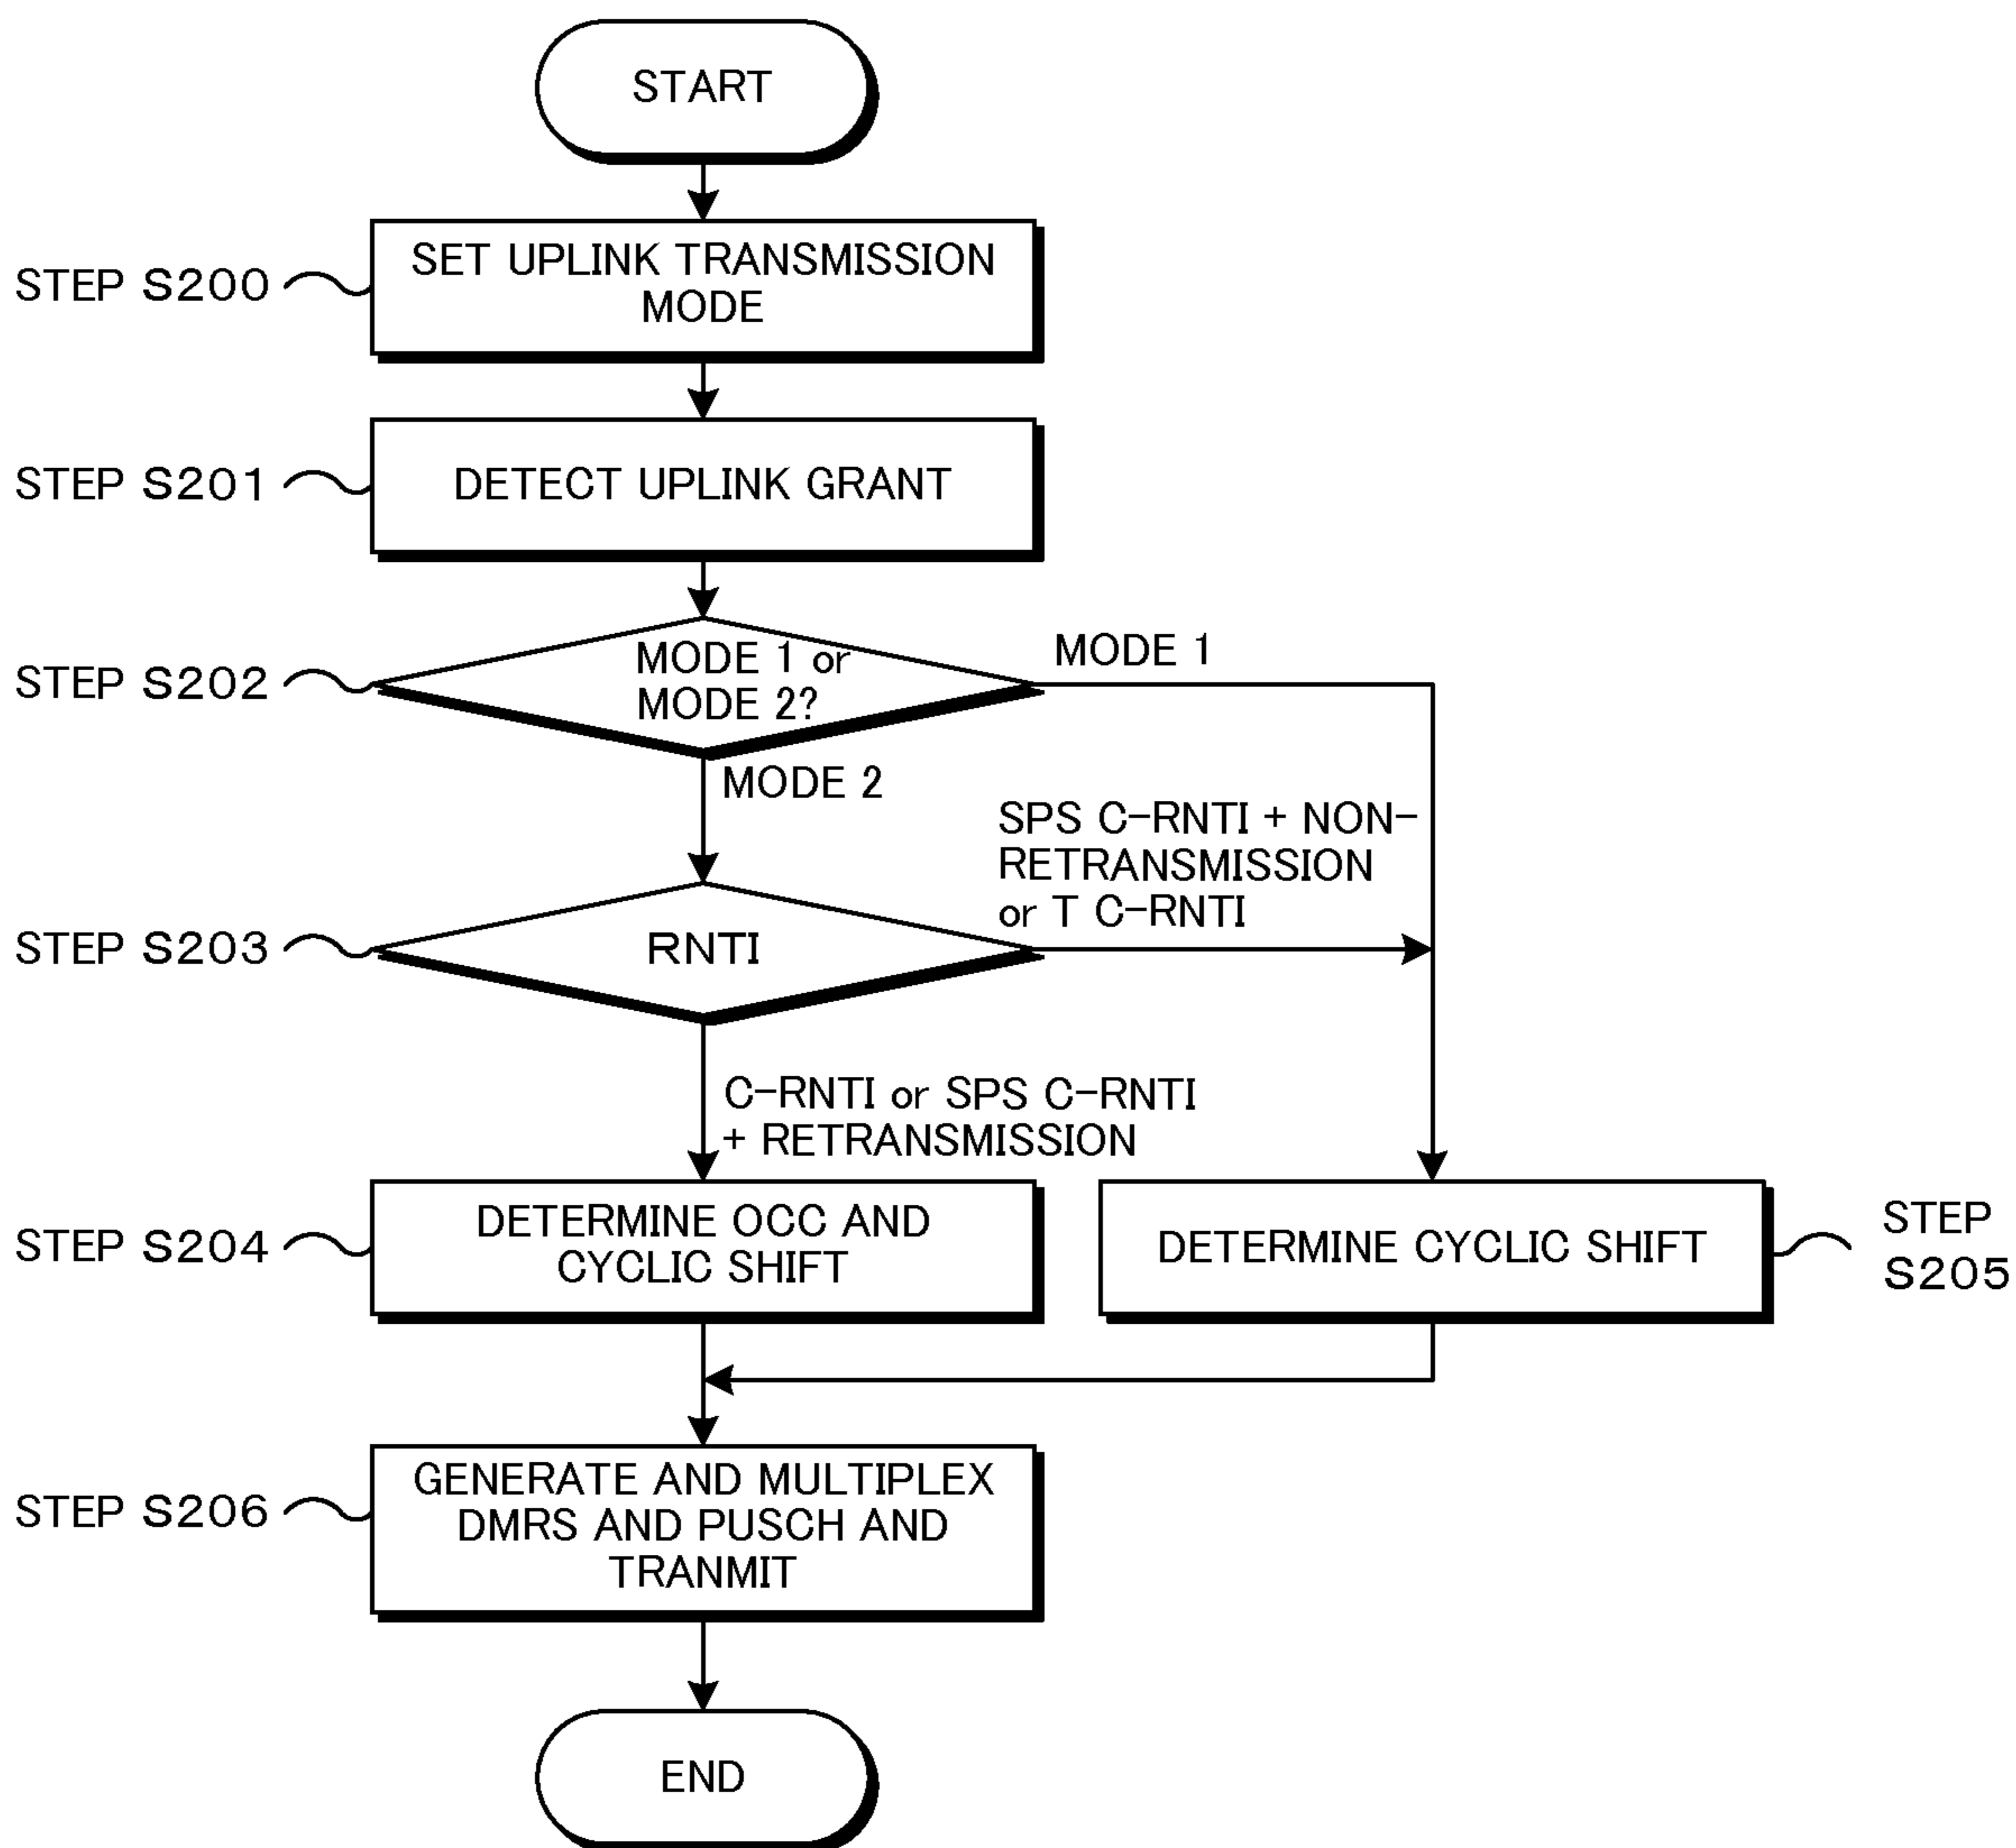 START
STEP S200
SET UPLINK TRANSMISSION
MODE
STEP S201
DETECT UPLINK GRANT
STEP S202
MODE 1 or
MODE 2?
MODE 1
MODE 2
SPS C-RNTI + NON-
RETRANSMISSION
or T C-RNTI
STEP S203
RNTI
C-RNTI or SPS C-RNTI
+ RETRANSMISSION
STEP S204
DETERMINE OCC AND
CYCLIC SHIFT
DETERMINE CYCLIC SHIFT
STEP
S205
STEP S206
GENERATE AND MULTIPLEX
DMRS AND PUSCH AND
TRANMIT
END